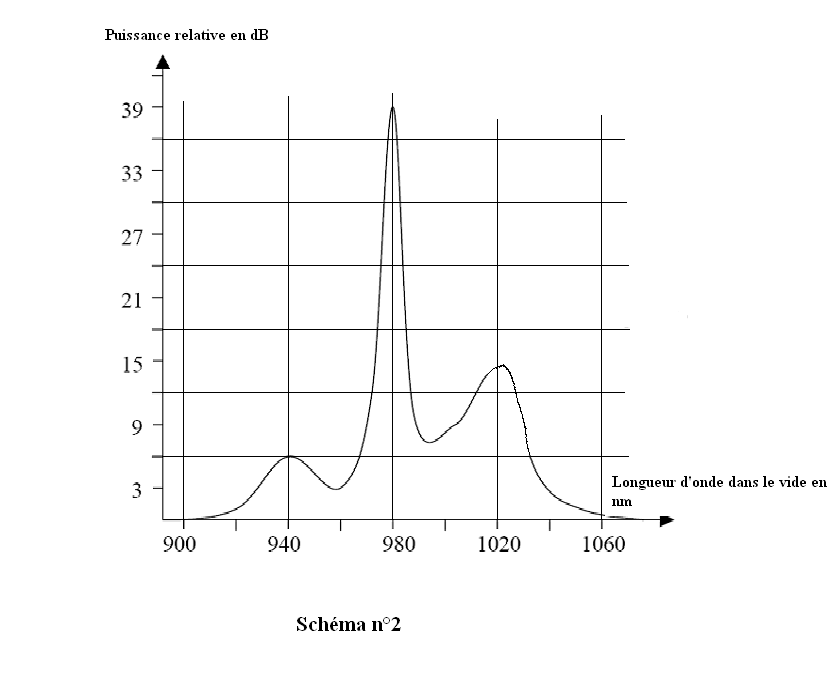 Puissance relative en dB
39
33
27
21
15
9
3
Longueur d'onde dans le vide en
nm
900 940 980 1020 1060
Schéma n°2